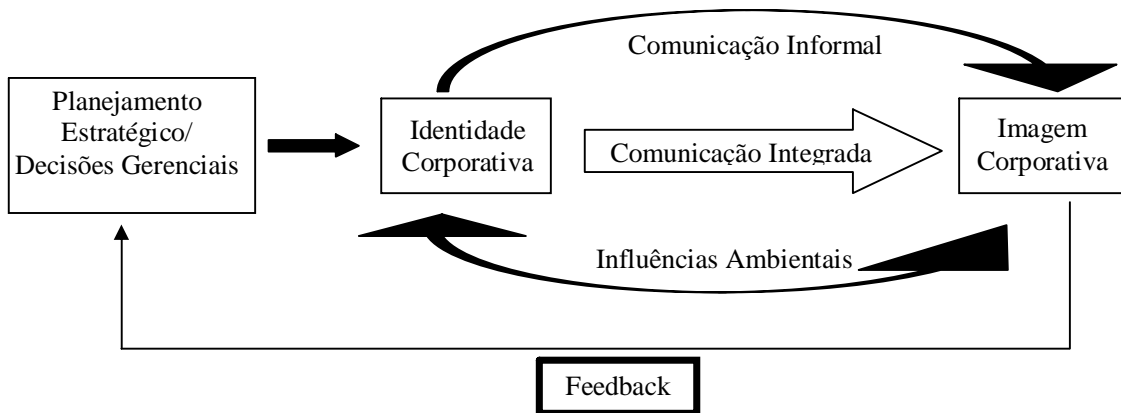 Comunicação Informal
Planejamento
Estratégico/
Decisões Gerenciais
Identidade
Corporativa
Comunicação Integrada
Imagem
Corporativa
Influências Ambientais
Feedback